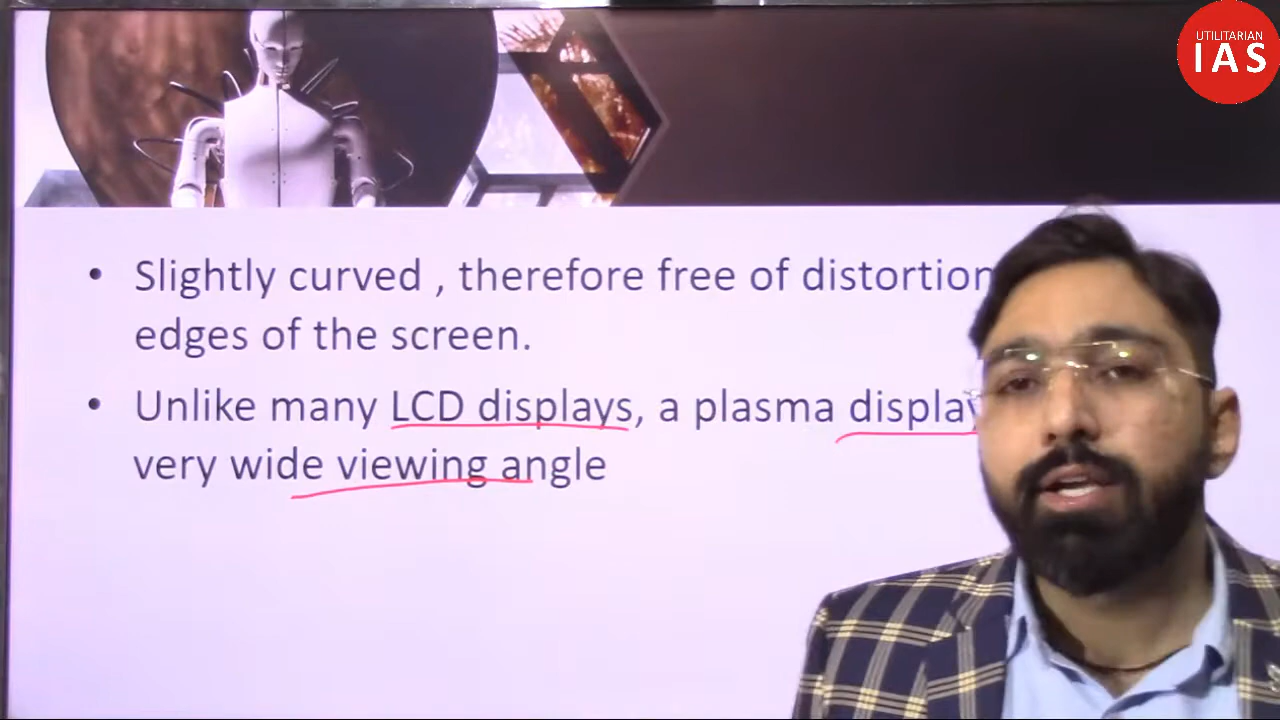 UTILITARIAN
IAS
• Slightly curved , therefore free of distortion
edges of the screen.
• Unlike many LCD displays, a plasma display
very wide viewing angle